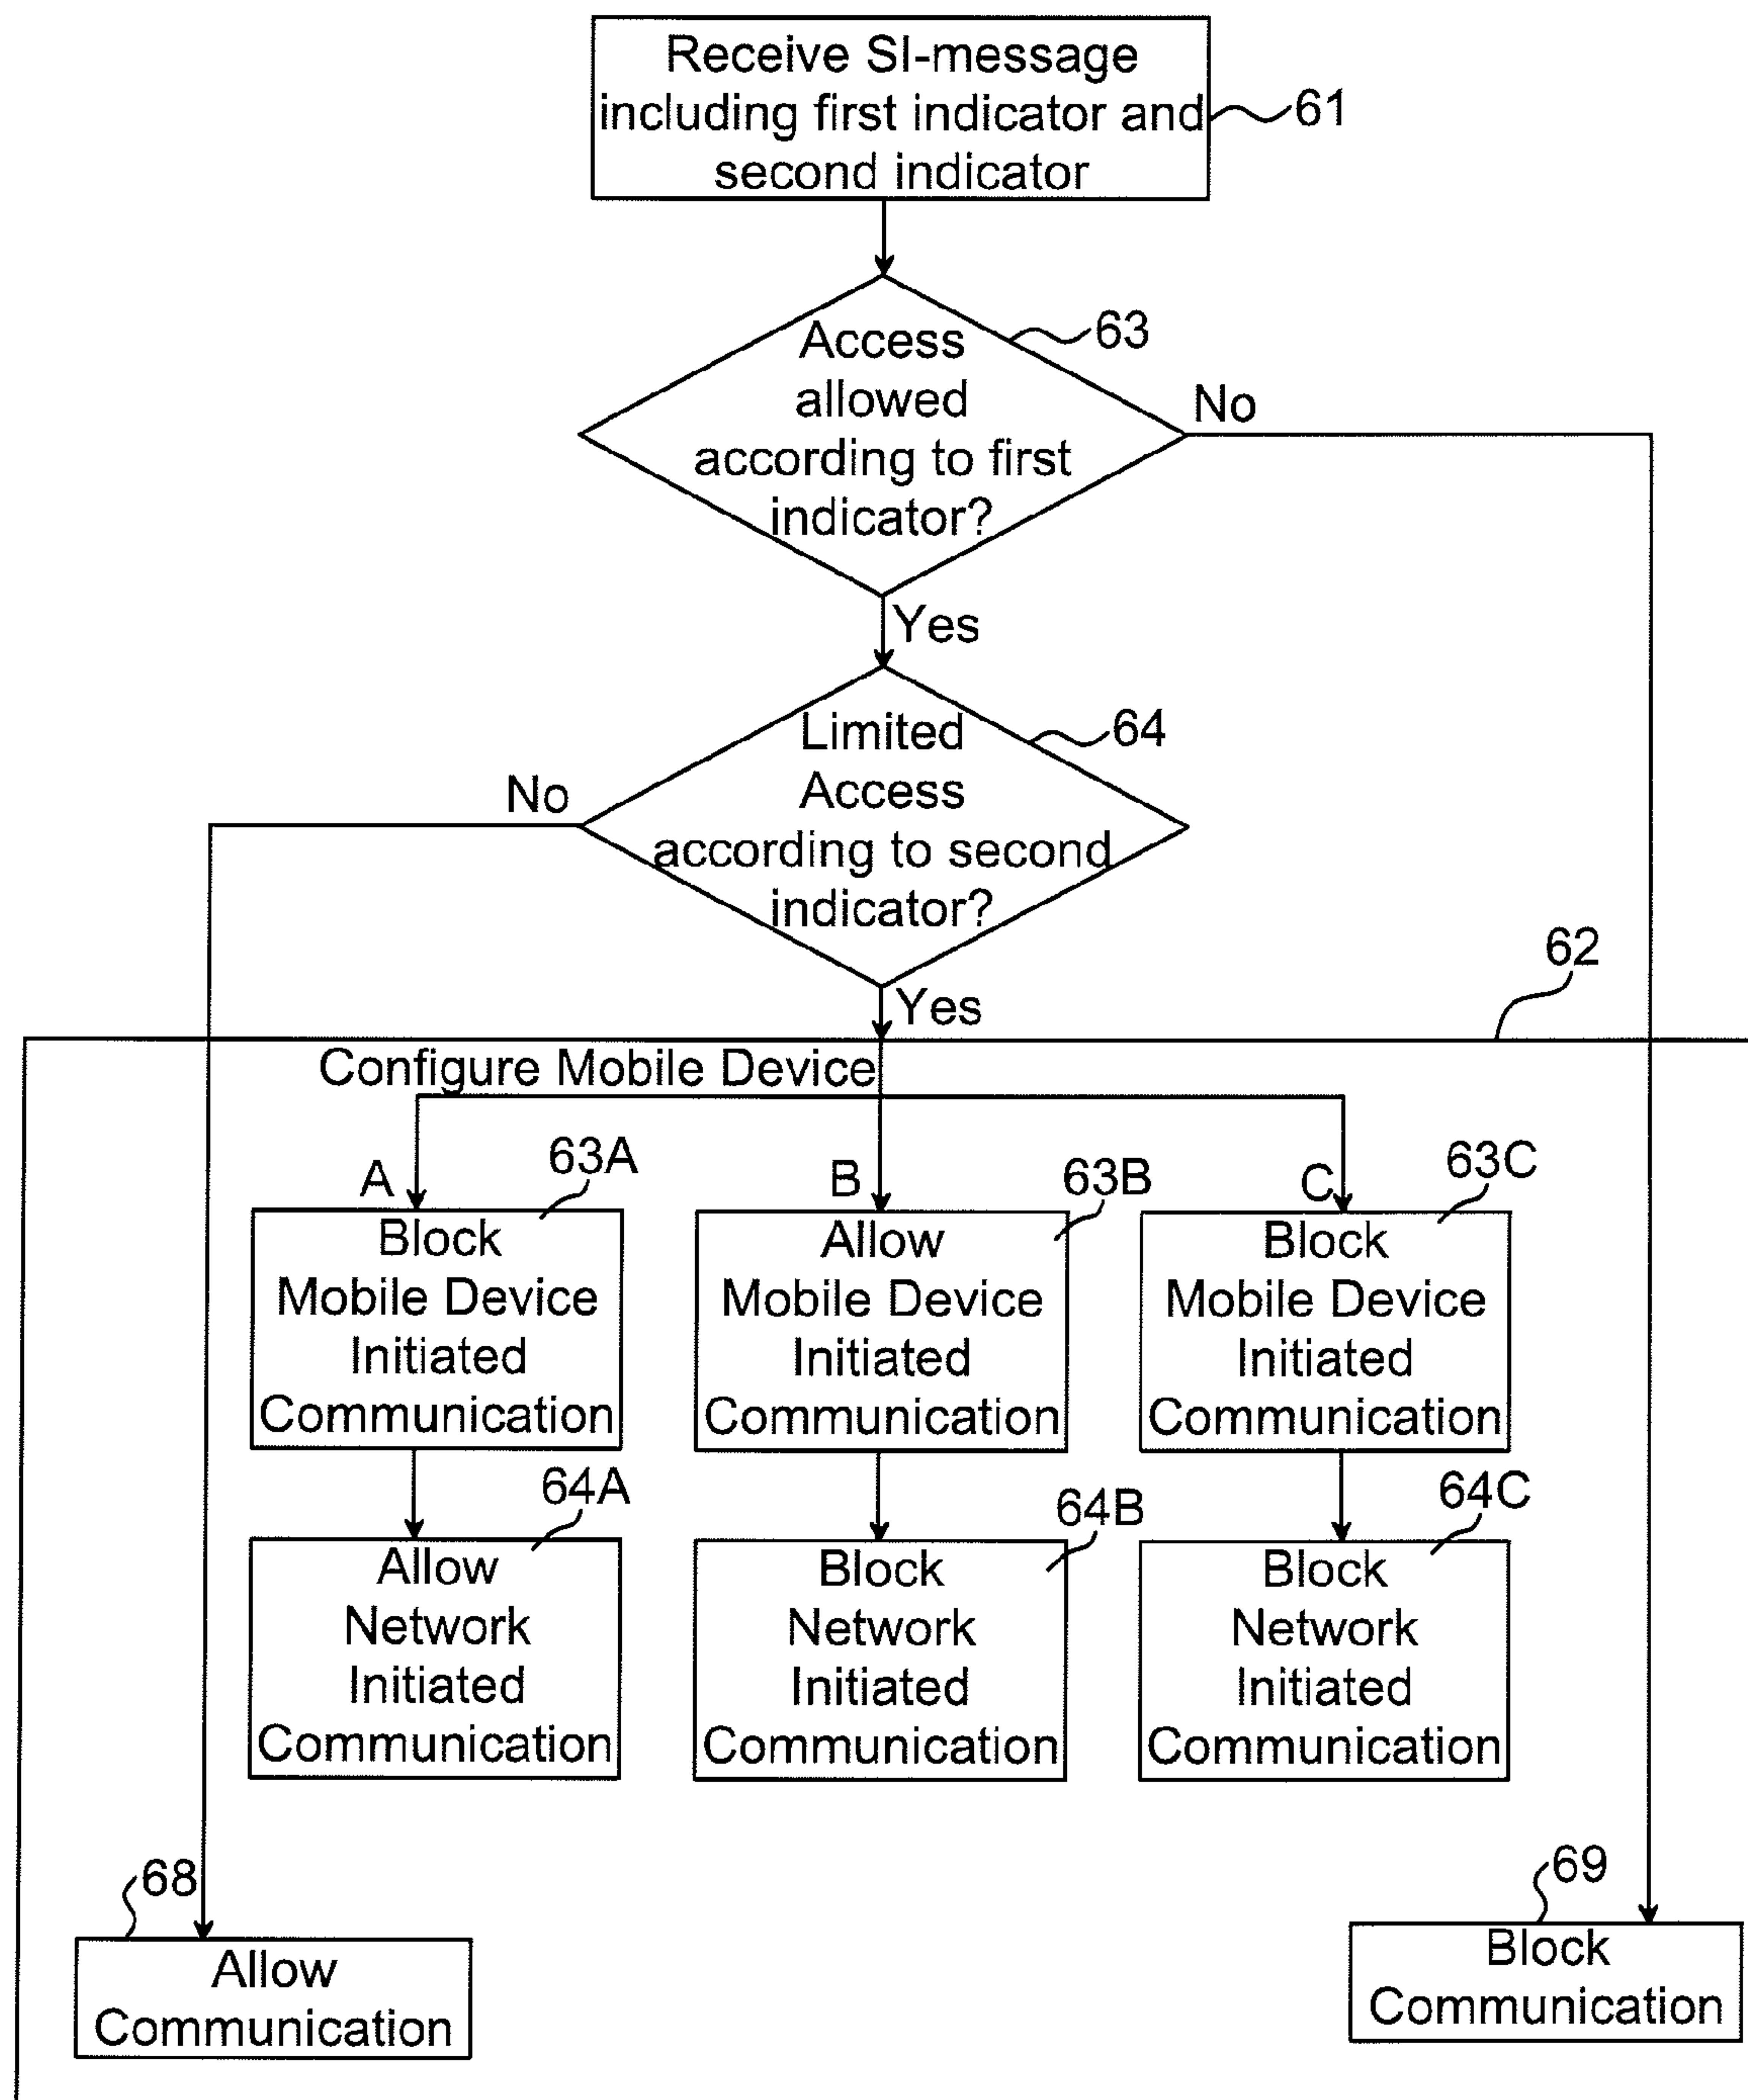 Receive SI-message
including first indicator and
second indicator
61
Access
allowed
according to first
indicator?
63
No
Yes
Limited
Access
according to second
indicator?
64
No
Yes
62
Configure Mobile Device
A
63A
Block
Mobile Device
Initiated
Communication
B
63B
Allow
Mobile Device
Initiated
Communication
C
63C
Block
Mobile Device
Initiated
Communication
64A
Allow
Network
Initiated
Communication
64B
Block
Network
Initiated
Communication
64C
Block
Network
Initiated
Communication
68
Allow
Communication
69
Block
Communication